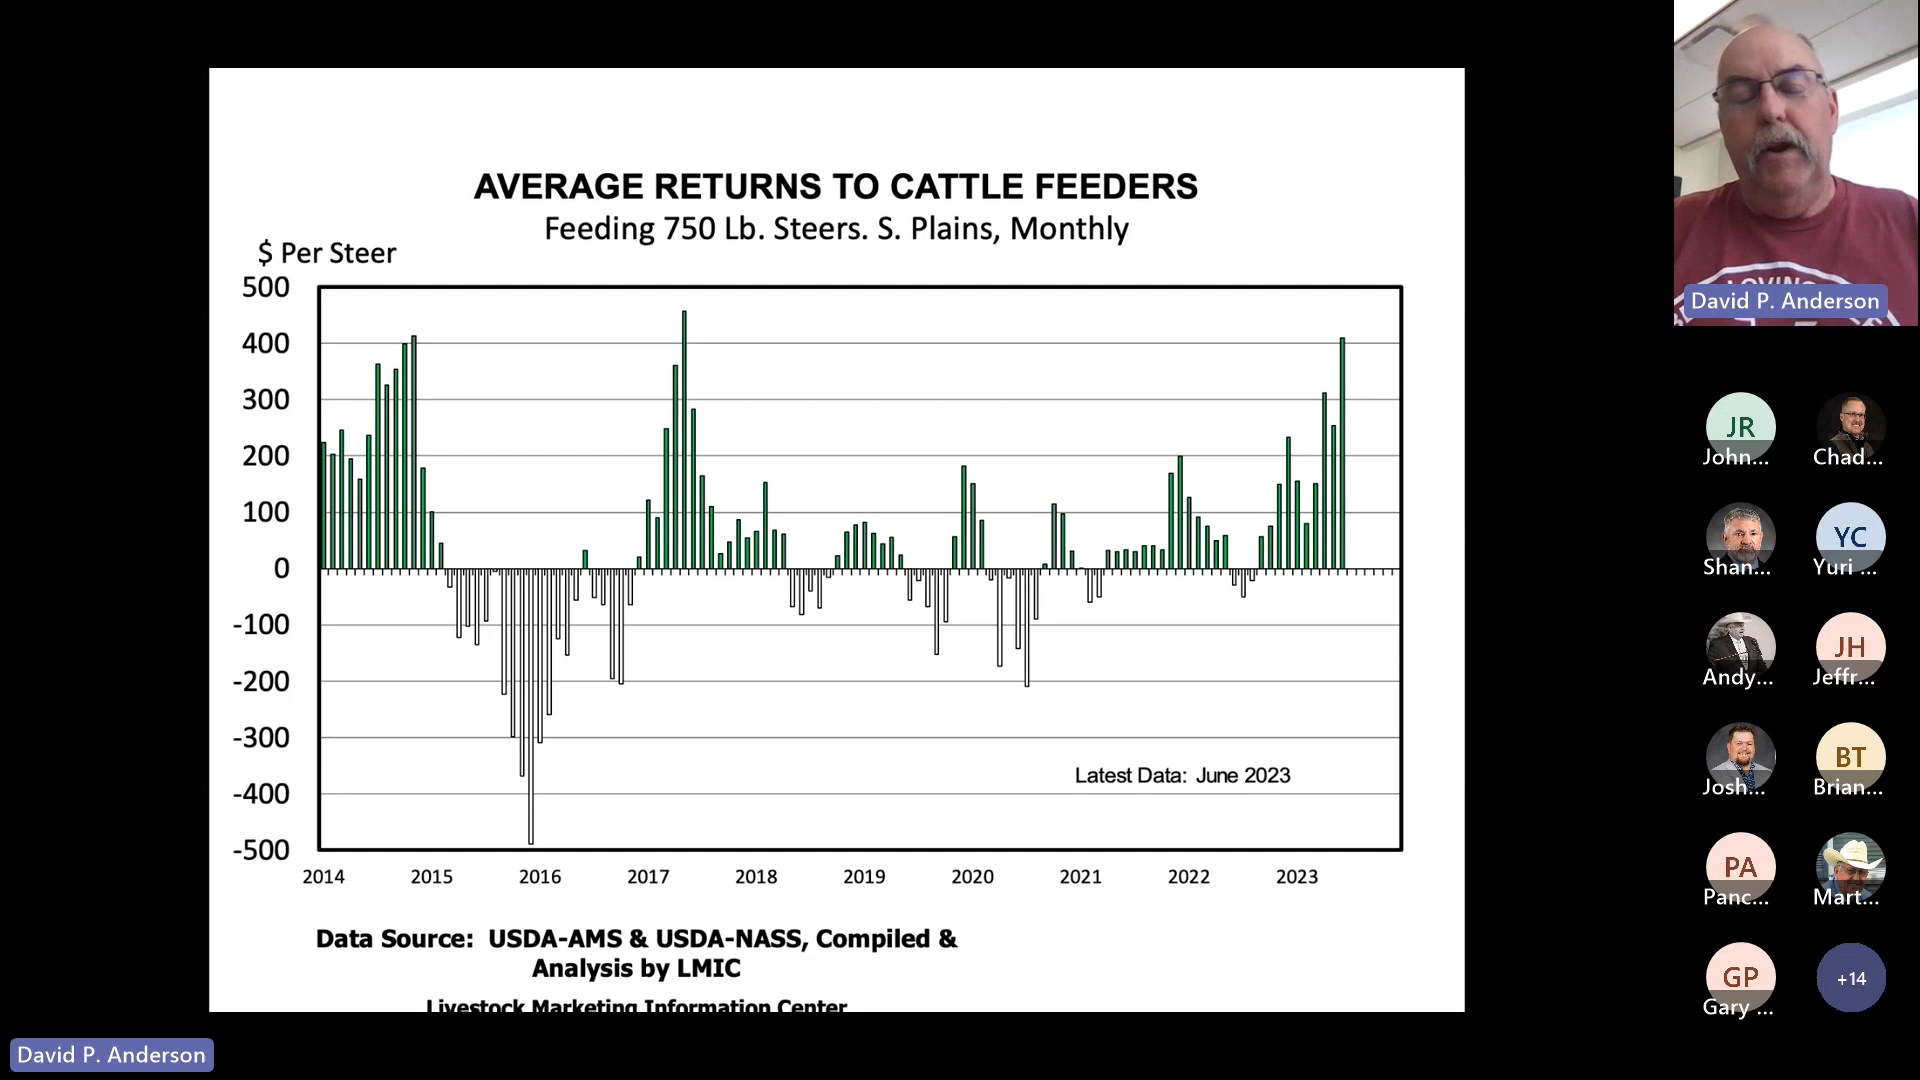 AVERAGE RETURNS TO CATTLE FEEDERS
Feeding 750 Lb. Steers. S. Plains, Monthly
$ Per Steer
500
400
300
200
100
0
-100
-200
-300
-400
-500
2014 2015 2016 2017 2018 2019 2020 2021 2022 2023
Latest Data: June 2023
Data Source: USDA-AMS & USDA-NASS, Compiled &
Analysis by LMIC
Livestock Marketing Information Center
David P. Anderson
David P. Anderson
JR
John...
Chad...
Shan...
YC
Yuri ...
Andy...
JH
Jeffr...
Josh...
BT
Brian...
PA
Panc...
Mart...
GP
Gary ...
+14